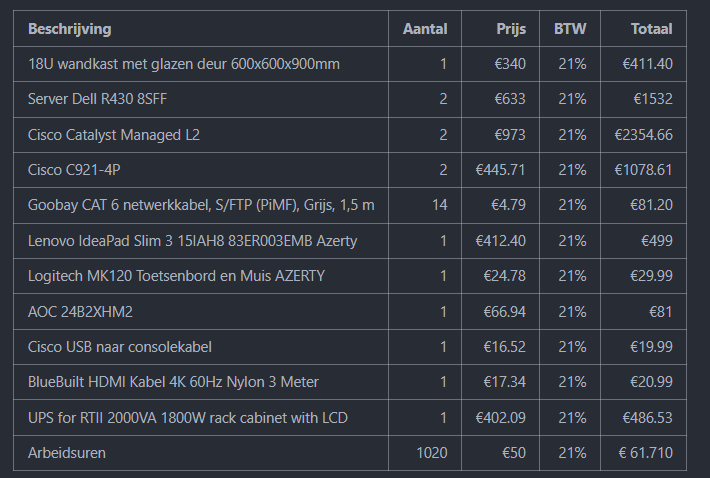 Beschrijving Aantal Prijs BTW Totaal
18U wandkast met glazen deur 600x600x900mm 1 €340 21% €411.40
Server Dell R430 8SFF 2 €633 21% €1532
Cisco Catalyst Managed L2 2 €973 21% €2354.66
Cisco C921-4P 2 €445.71 21% €1078.61
Goobay CAT 6 netwerkkabel, S/FTP (PiMF), Grijs, 1,5 m 14 €4.79 21% €81.20
Lenovo IdeaPad Slim 3 15IAH8 83ER003EMB Azerty 1 €412.40 21% €499
Logitech MK120 Toetsenbord en Muis AZERTY 1 €24.78 21% €29.99
AOC 24B2XHM2 1 €66.94 21% €81
Cisco USB naar consolekabel 1 €16.52 21% €19.99
BlueBuilt HDMI Kabel 4K 60Hz Nylon 3 Meter 1 €17.34 21% €20.99
UPS for RTII 2000VA 1800W rack cabinet with LCD 1 €402.09 21% €486.53
Arbeidsuren 1020 €50 21% € 61.710